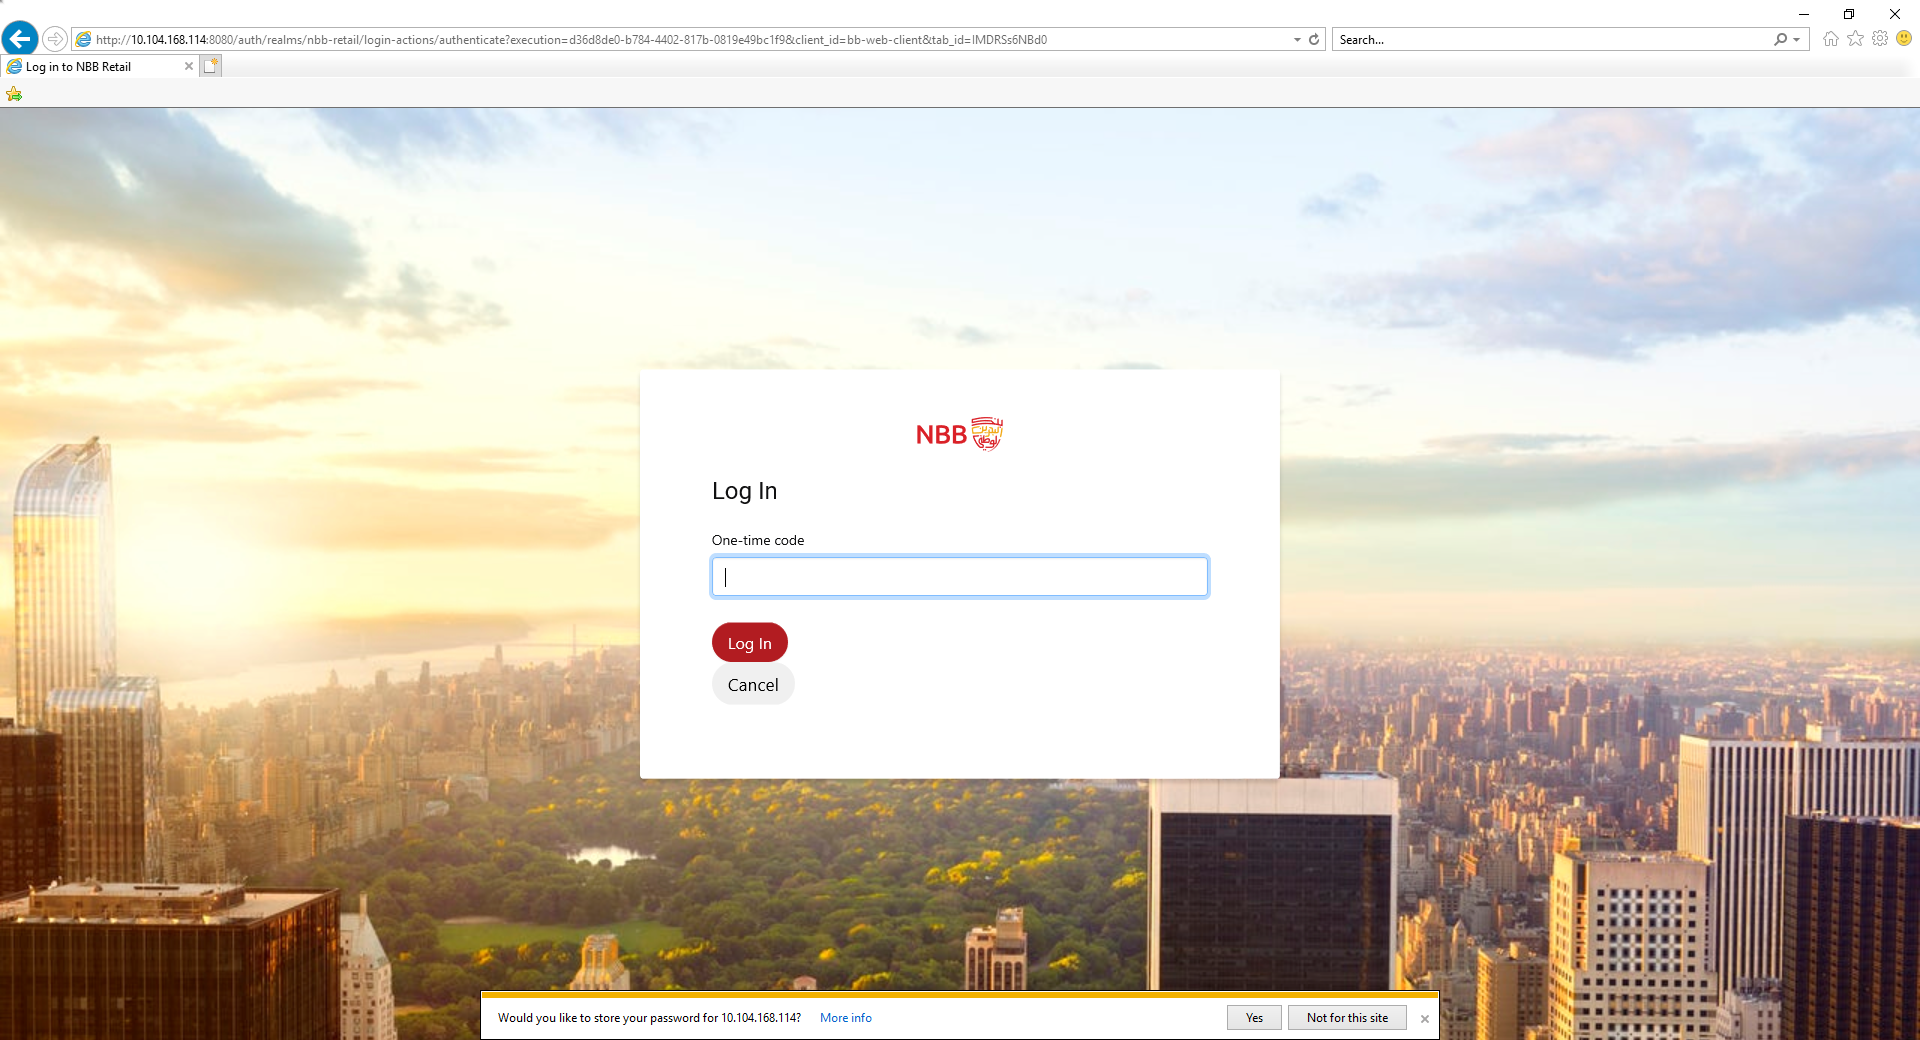 http://10.104.168.114:8080/auth/realms/nbb-retail/login-actions/authenticate?execution=d36d8de0-b784-4402-817b-0819e49bc1f9&client_id=bb-web-client&tab_id=IMDRSs6NBd0
Search...
Log in to NBB Retail
NBB
Log In
One-time code
Log In
Cancel
Would you like to store your password for 10.104.168.114? More info Yes Not for this site